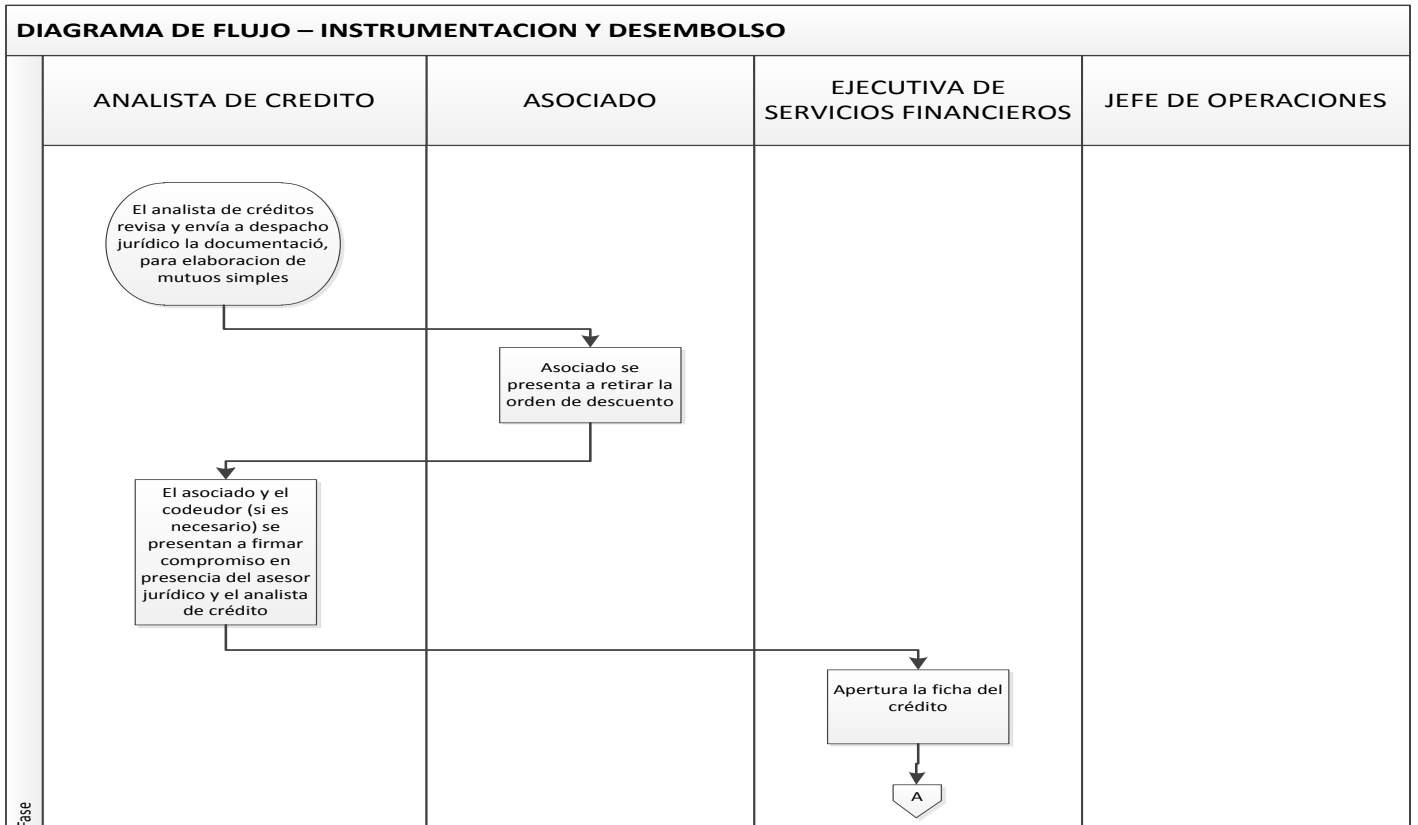 DIAGRAMA DE FLUJO – INSTRUMENTACION Y DESEMBOLSO
ANALISTA DE CREDITO
ASOCIADO
EJECUTIVA DE
SERVICIOS FINANCIEROS
JEFE DE OPERACIONES
El analista de créditos
revisa y envía a despacho
jurídico la documentació,
para elaboracion de
mutuos simples
Asociado se
presenta a retirar la
orden de descuento
El asociado y el
codeudor (si es
necesario) se
presentan a firmar
compromiso en
presencia del asesor
jurídico y el analista
de crédito
Apertura la ficha del
crédito
A
Fase